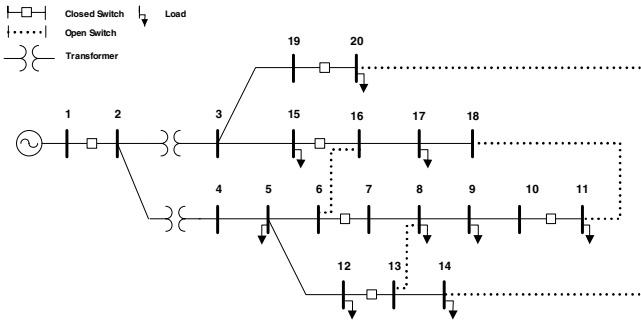 Closed Switch
Load
Open Switch
Transformer
19 20
1 2 3 15 16 17 18
4 5 6 7 8 9 10 11
12 13 14